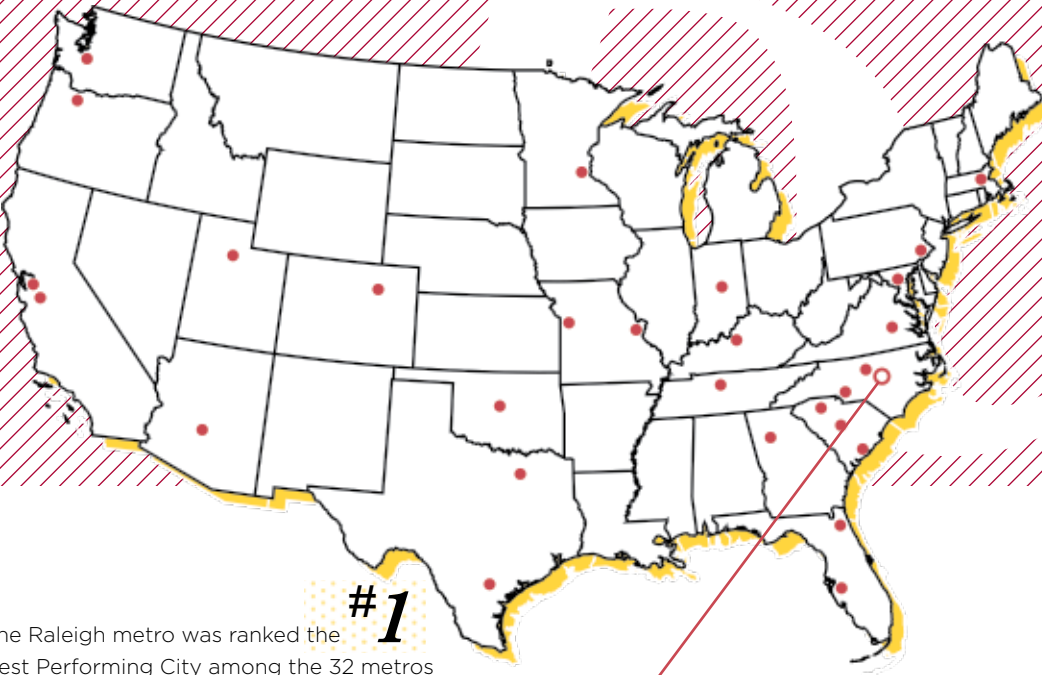 #1
he Raleigh metro was ranked the
est Performing City among the 32 metros